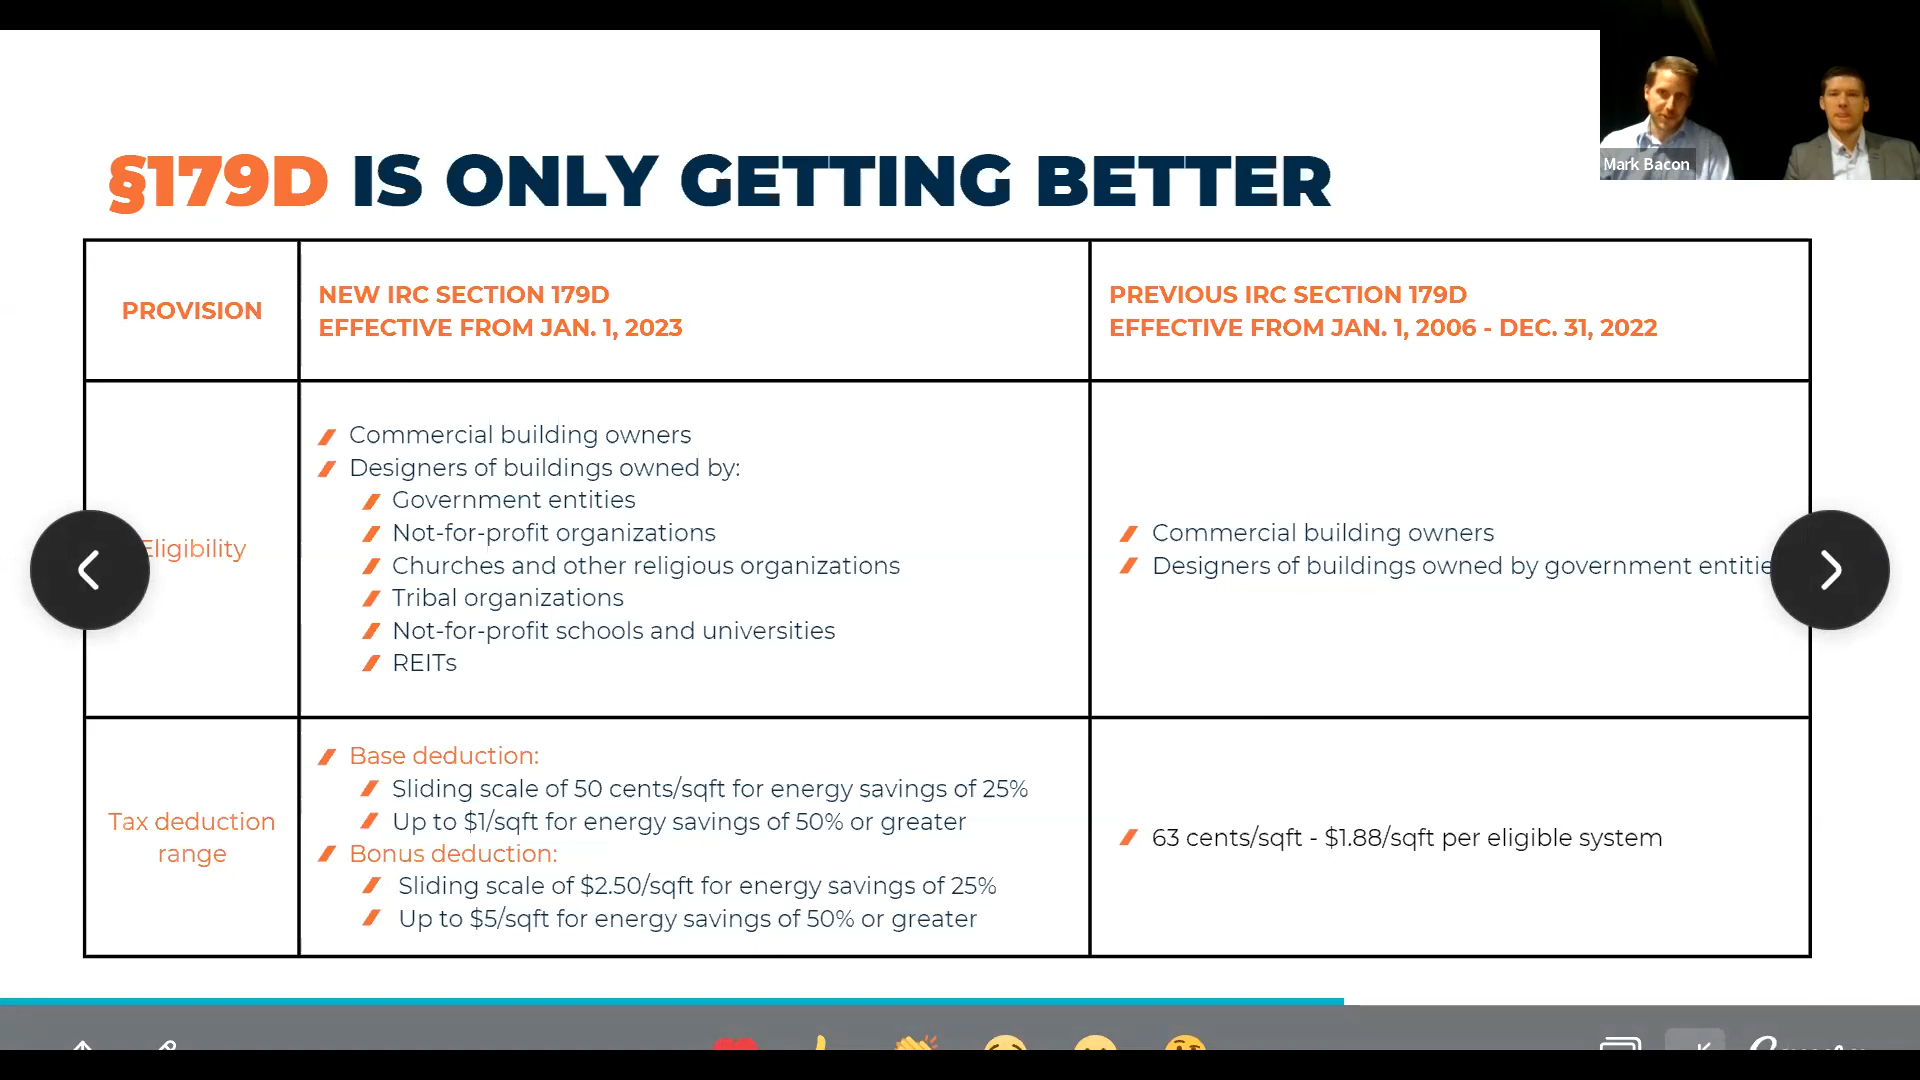 Mark Bacon
§179D IS ONLY GETTING BETTER
PROVISION
NEW IRC SECTION 179D
EFFECTIVE FROM JAN. 1, 2023
PREVIOUS IRC SECTION 179D
EFFECTIVE FROM JAN. 1, 2006 - DEC. 31, 2022
Eligibility
Commercial building owners
Designers of buildings owned by:
Government entities
Not-for-profit organizations
Churches and other religious organizations
Tribal organizations
Not-for-profit schools and universities
REITs
Commercial building owners
Designers of buildings owned by government entitie
Tax deduction
range
Base deduction:
Sliding scale of 50 cents/sqft for energy savings of 25%
Up to $1/sqft for energy savings of 50% or greater
Bonus deduction:
Sliding scale of $2.50/sqft for energy savings of 25%
Up to $5/sqft for energy savings of 50% or greater
63 cents/sqft - $1.88/sqft per eligible system